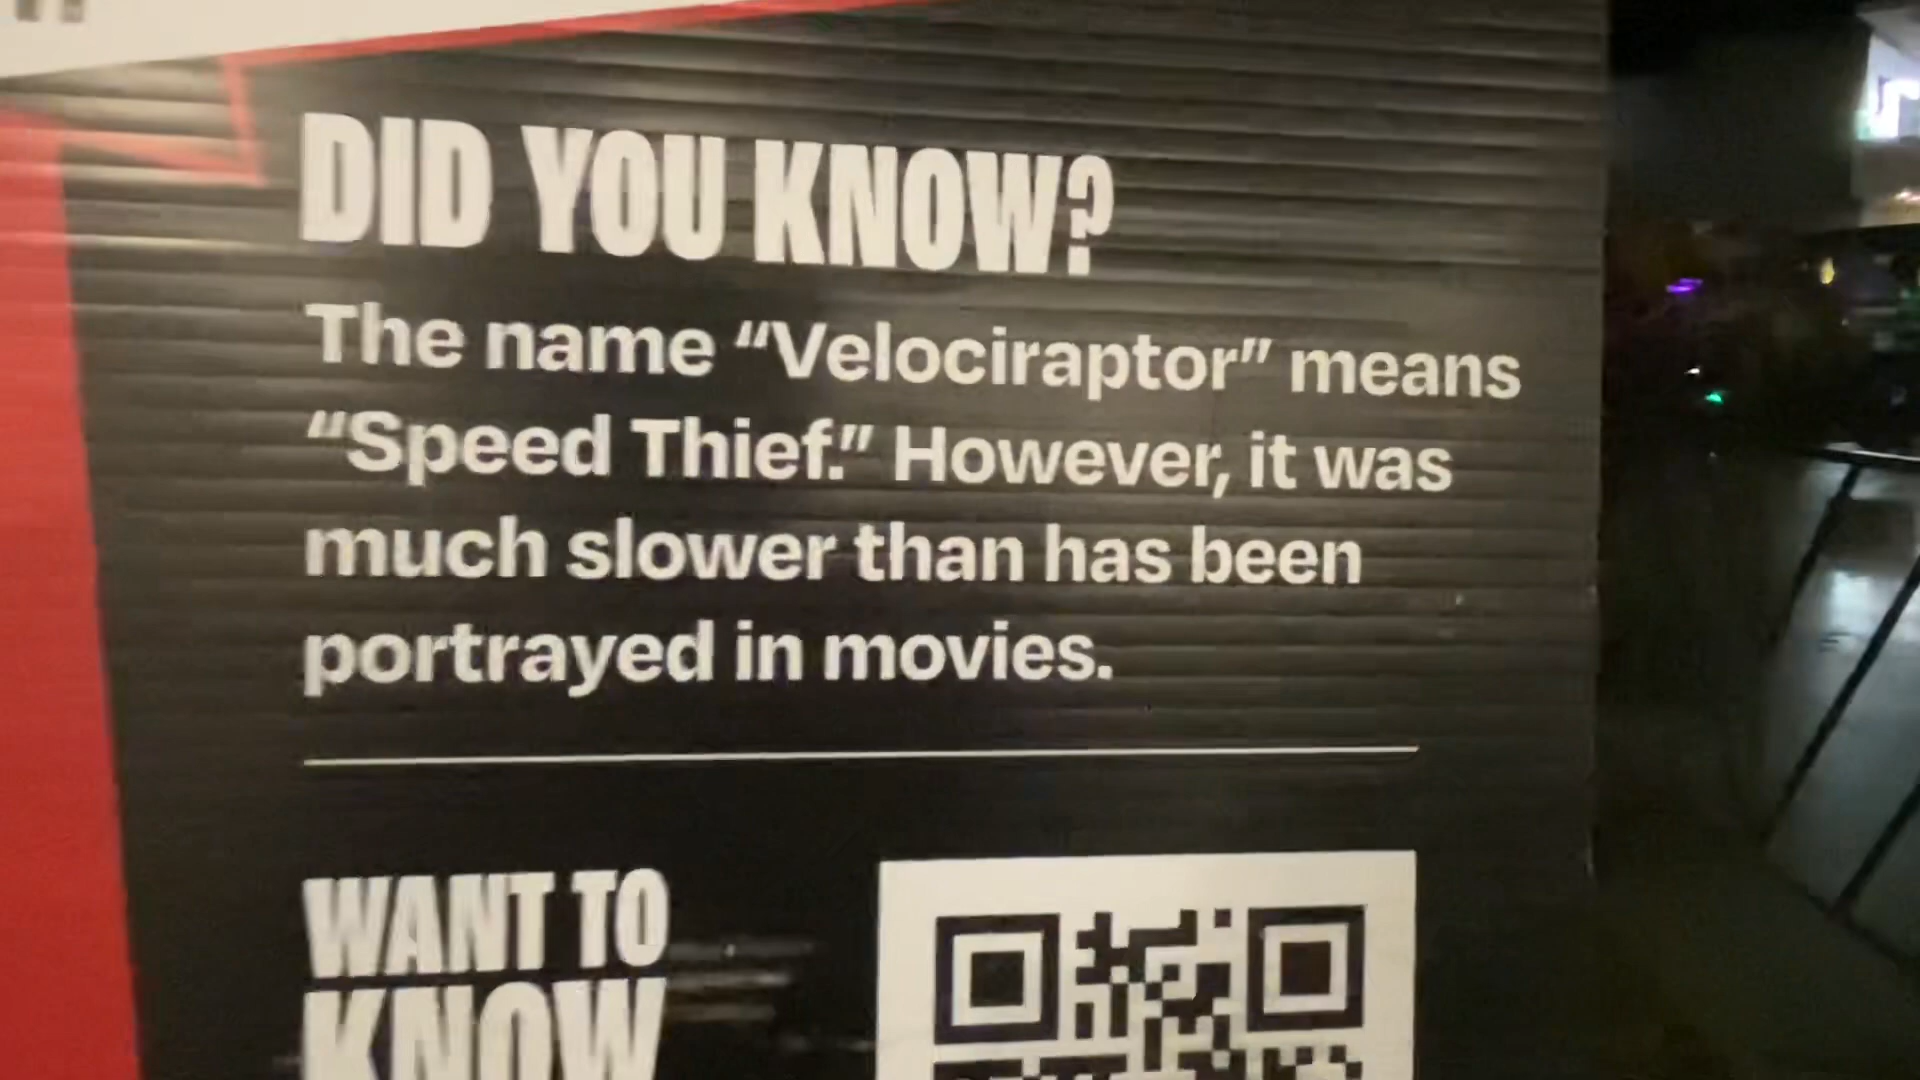 DID YOU KNOW?
The name “Velociraptor” means
“Speed Thief.” However, it was
much slower than has been
portrayed in movies.
WANT TO
KNOW